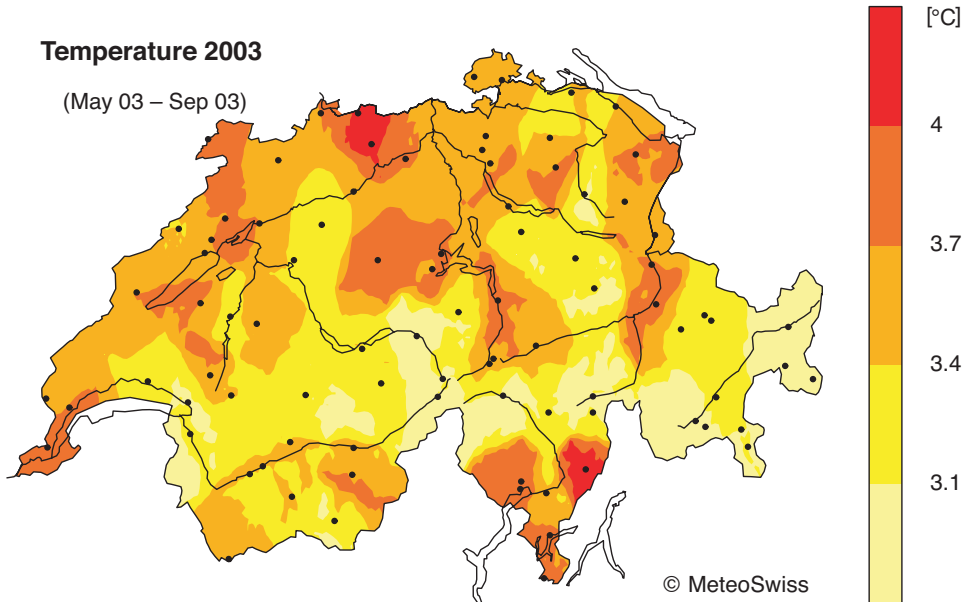 Temperature 2003
(May 03 – Sep 03)
[°C]
4
3.7
3.4
3.1
© MeteoSwiss